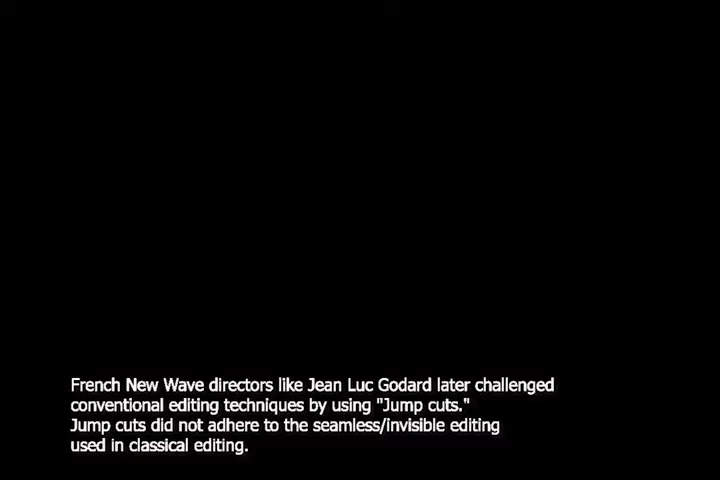 French New Wave directors like Jean Luc Godard later challenged
conventional editing techniques by using "Jump cuts."
Jump cuts did not adhere to the seamless/invisible editing
used in classical editing.